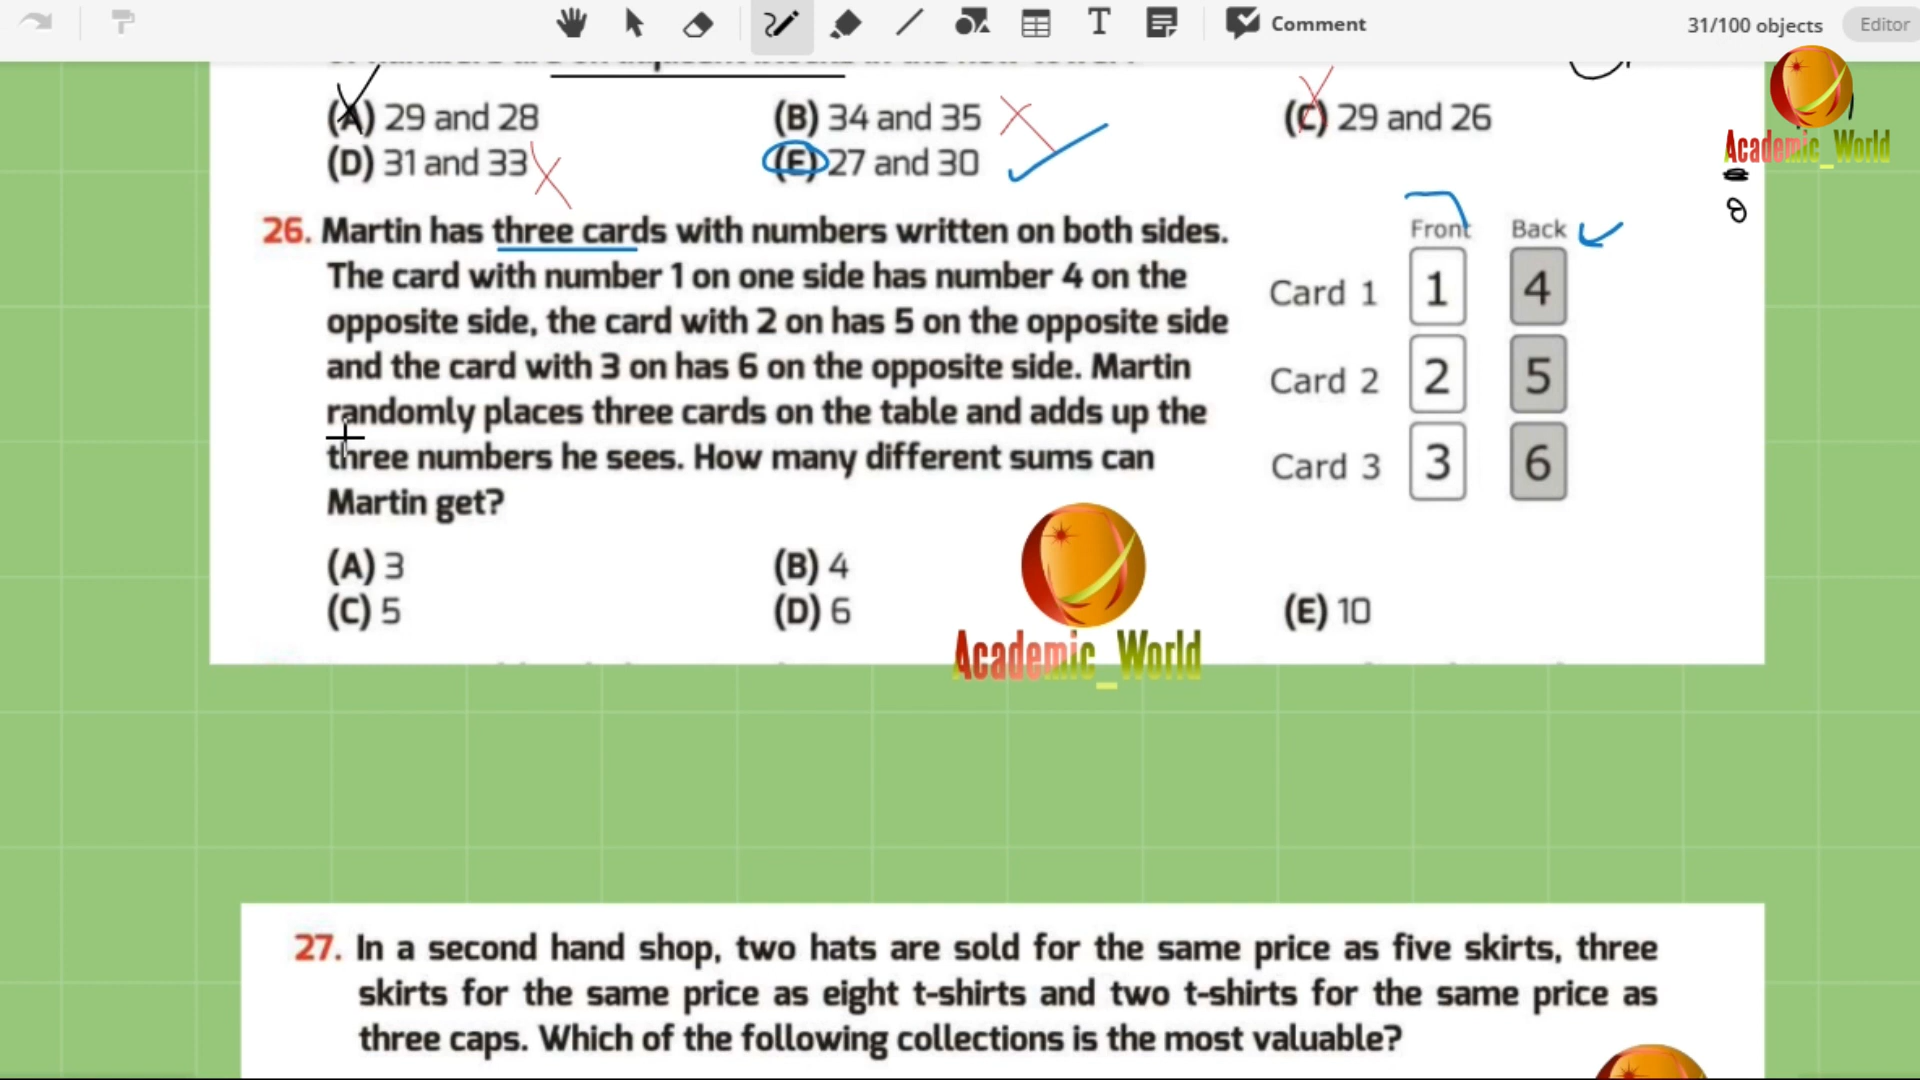 Comment
31/100 objects
Editor
Academic_World
(A) 29 and 28 (B) 34 and 35 (C) 29 and 26
(D) 31 and 33 (E) 27 and 30
26. Martin has three cards with numbers written on both sides.
The card with number 1 on one side has number 4 on the
opposite side, the card with 2 on has 5 on the opposite side
and the card with 3 on has 6 on the opposite side. Martin
randomly places three cards on the table and adds up the
three numbers he sees. How many different sums can
Martin get?
Front Back
Card 1 1 4
Card 2 2 5
Card 3 3 6
(A) 3 (B) 4
(C) 5 (D) 6 (E) 10
Academic_World
27. In a second hand shop, two hats are sold for the same price as five skirts, three
skirts for the same price as eight t-shirts and two t-shirts for the same price as
three caps. Which of the following collections is the most valuable?